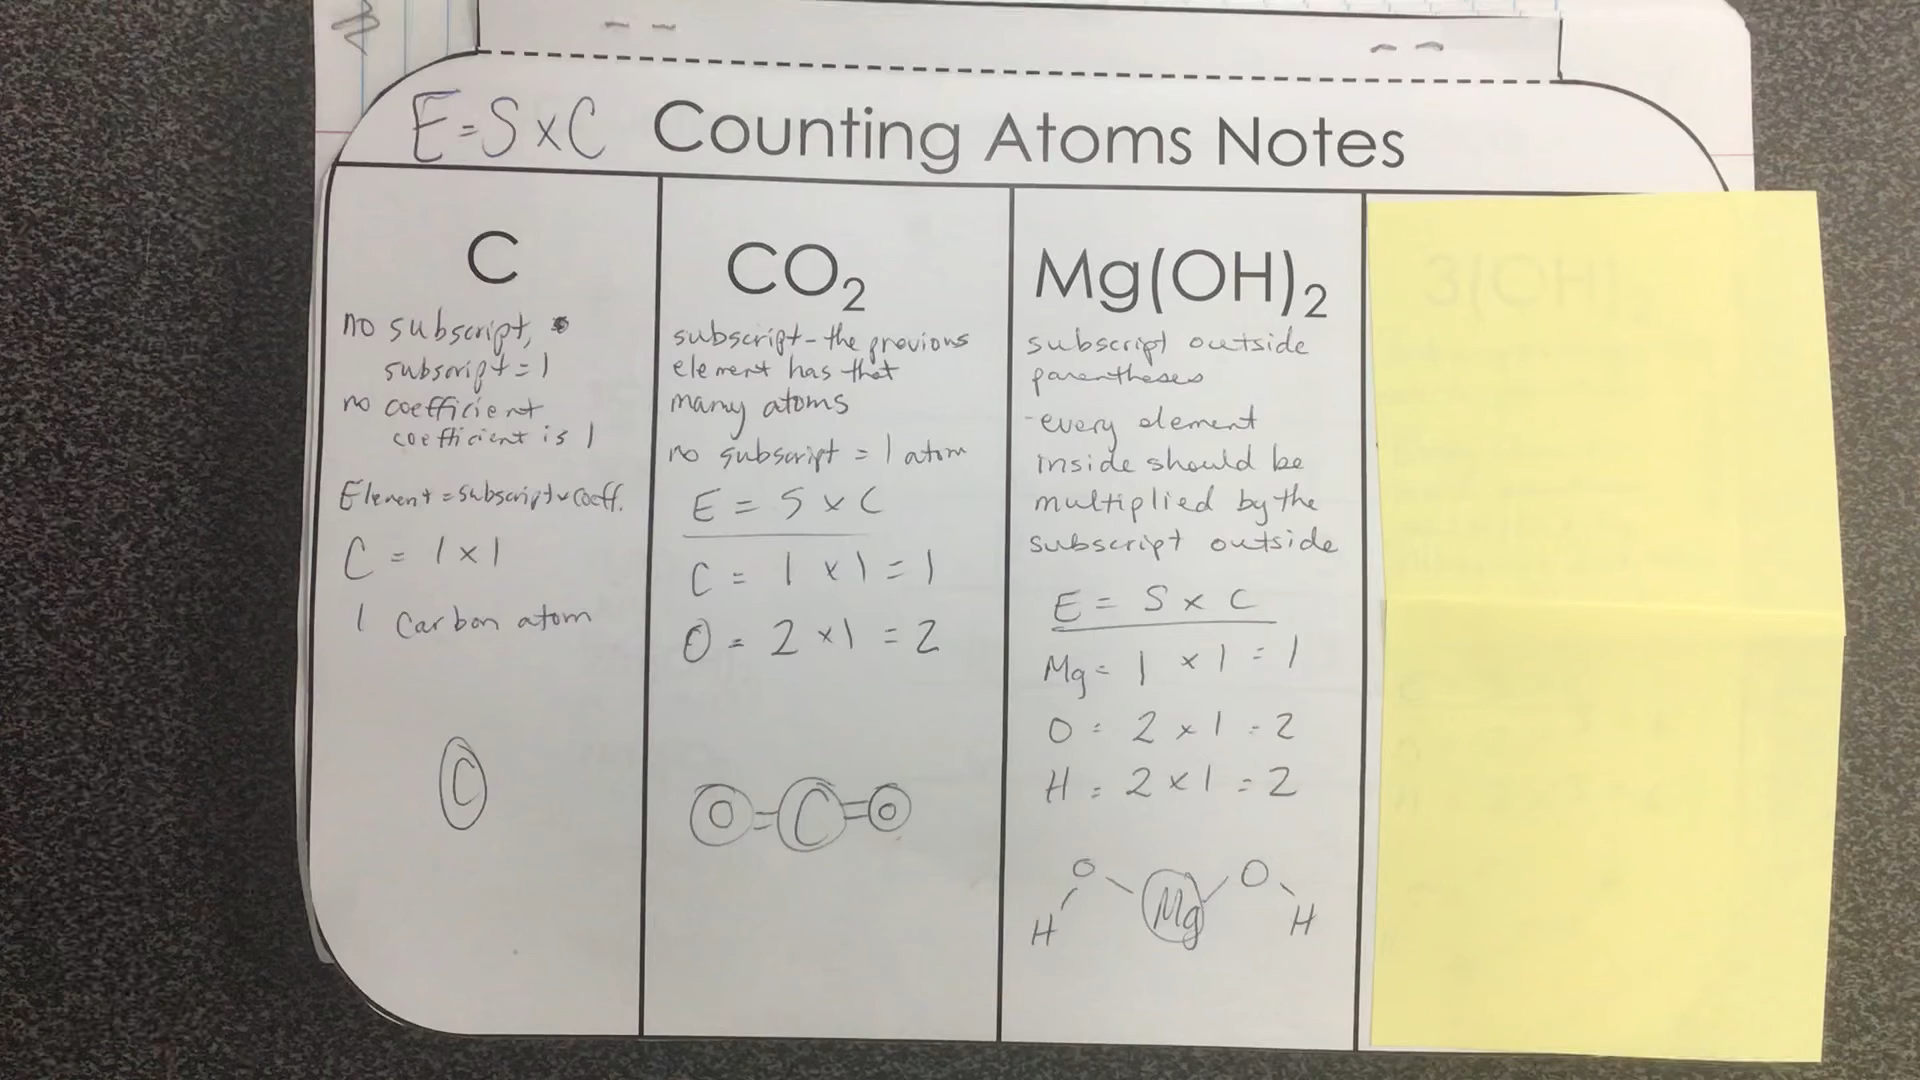 E=S×C Counting Atoms Notes
C
no subscript,
subscript = 1
no coefficient
coefficient is 1
Element = subscript × coeff.
C = 1 × 1
1 Carbon atom
C
CO₂
subscript - the previous
element has that
many atoms
no subscript = 1 atom
E = S × C
C = 1 × 1 = 1
O = 2 × 1 = 2
O=C=O
Mg(OH)₂
subscript outside
parentheses
- every element
inside should be
multiplied by the
subscript outside
E = S × C
Mg = 1 × 1 = 1
O = 2 × 1 = 2
H = 2 × 1 = 2
O Mg O
H H
3(OH)